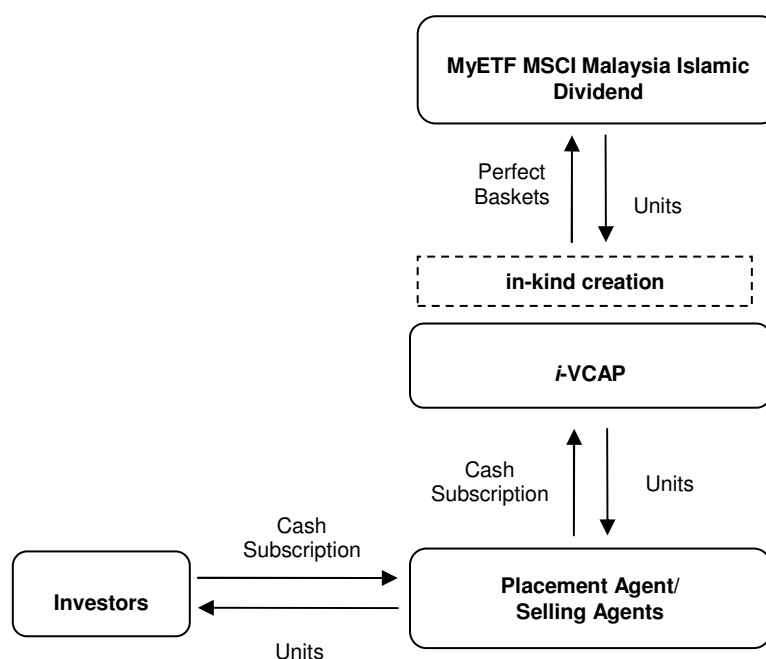 MyETF MSCI Malaysia Islamic
Dividend
Perfect
Baskets
Units
in-kind creation
i-VCAP
Cash
Subscription
Units
Cash
Subscription
Investors
Placement Agent/
Selling Agents
Units